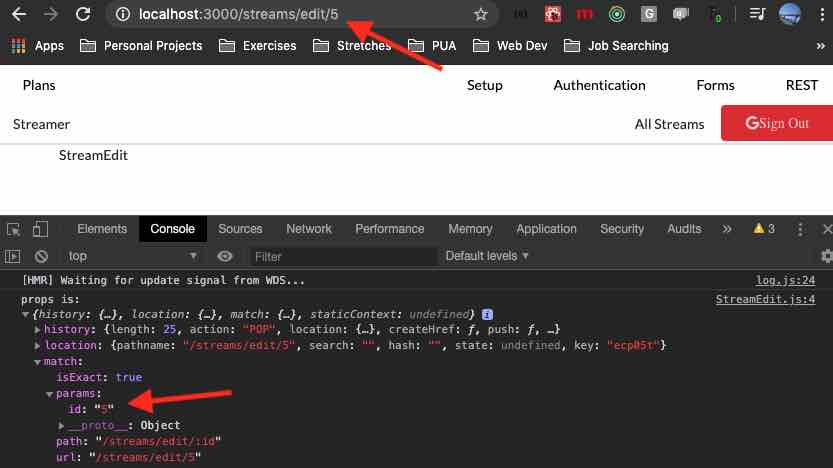 localhost:3000/streams/edit/5
Apps Personal Projects Exercises Stretches PUA Web Dev Job Searching »
Plans Setup Authentication Forms REST
Streamer All Streams GSign Out
StreamEdit
Elements Console Sources Network Performance Memory Application Security Audits » 3
top Filter Default levels
[HMR] Waiting for update signal from WDS... log.js:24
props is: StreamEdit.js:4
{history: {…}, location: {…}, match: {…}, staticContext: undefined}
history: {length: 25, action: "POP", location: {…}, createHref: ƒ, push: ƒ, …}
location: {pathname: "/streams/edit/5", search: "", hash: "", state: undefined, key: "ecp05t"}
match:
isExact: true
params:
id: "5"
__proto__: Object
path: "/streams/edit/:id"
url: "/streams/edit/5"